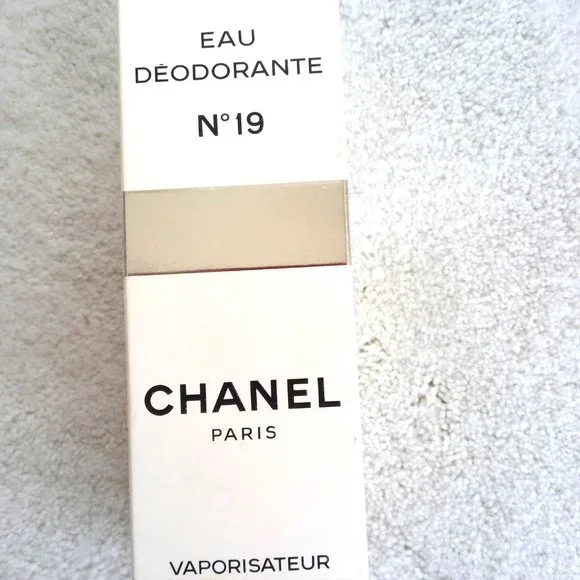 EAU
DÉODORANTE
N°19
CHANEL
PARIS
VAPORISATEUR